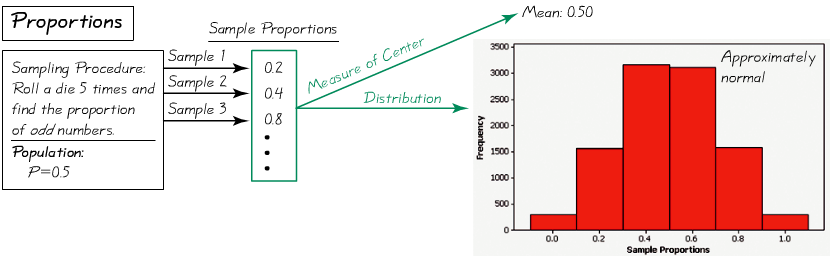 Proportions
Sampling Procedure:
Roll a die 5 times and
find the proportion
of odd numbers.
Population:
P=0.5
Sample 1
Sample 2
Sample 3
Sample Proportions
0.2
0.4
0.8
Measure of Center
Mean: 0.50
Distribution
Approximately
normal
Frequency
3500
3000
2500
2000
1500
1000
500
0
0.0 0.2 0.4 0.6 0.8 1.0
Sample Proportions